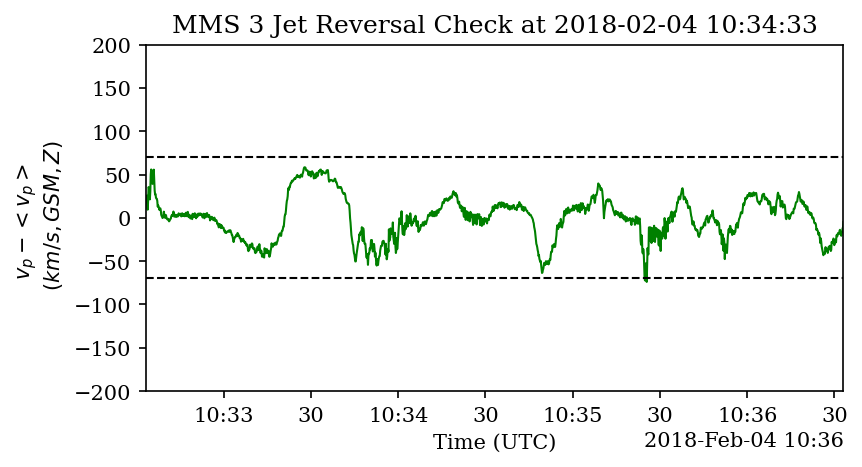 MMS 3 Jet Reversal Check at 2018-02-04 10:34:33
200
150
100
50
0
−50
−100
−150
−200
v_p − < v_p >
(km/s, GSM, Z)
10:33 30 10:34 30 10:35 30 10:36 30
Time (UTC)
2018-Feb-04 10:36